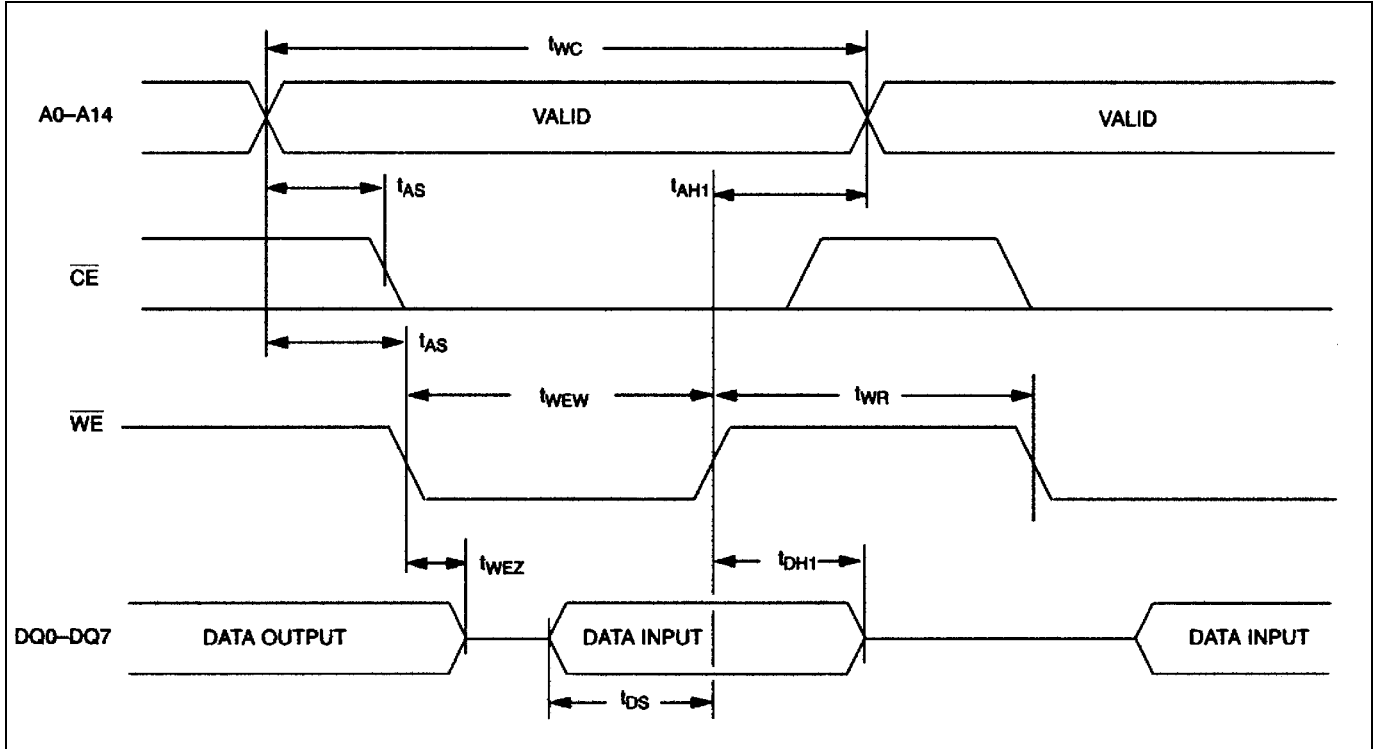 tWC
A0–A14
VALID
VALID
tAS
tAH1
CE
tAS
tWEW
tWR
WE
tWEZ
tDH1
DQ0–DQ7
DATA OUTPUT
DATA INPUT
DATA INPUT
tDS